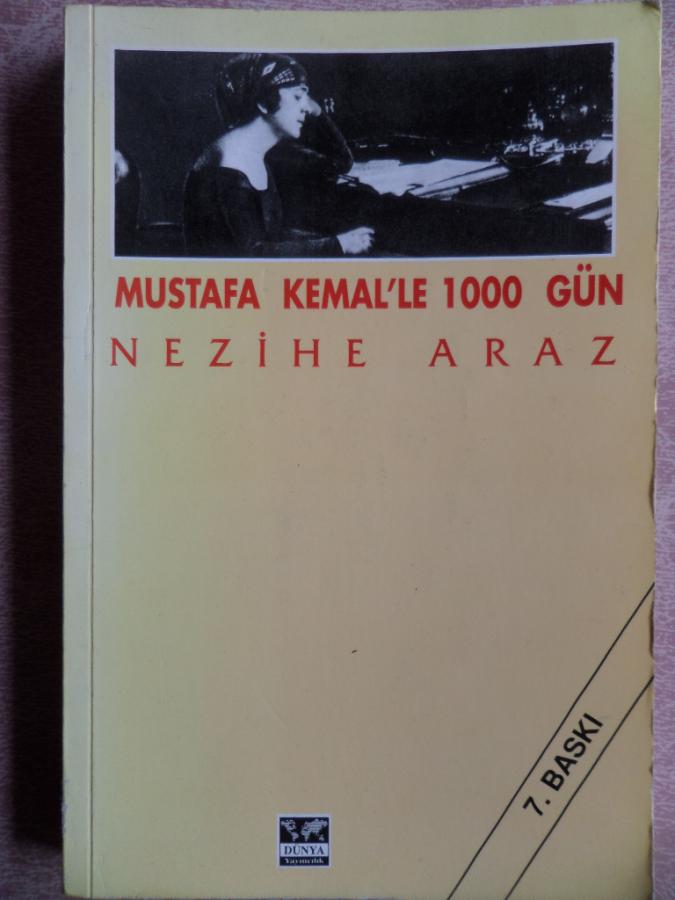 MUSTAFA KEMAL'LE 1000 GÜN
NEZİHE ARAZ
7. BASKI
DÜNYA
Yayıncılık